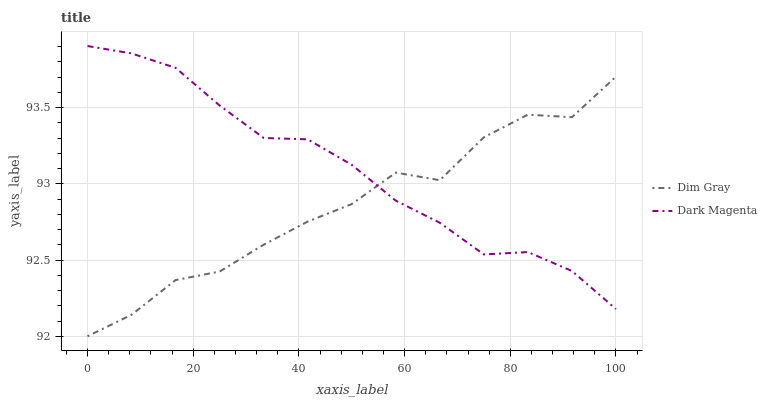 title
yaxis_label
93.5
93
92.5
92
0 20 40 60 80 100
xaxis_label
Dim Gray
Dark Magenta